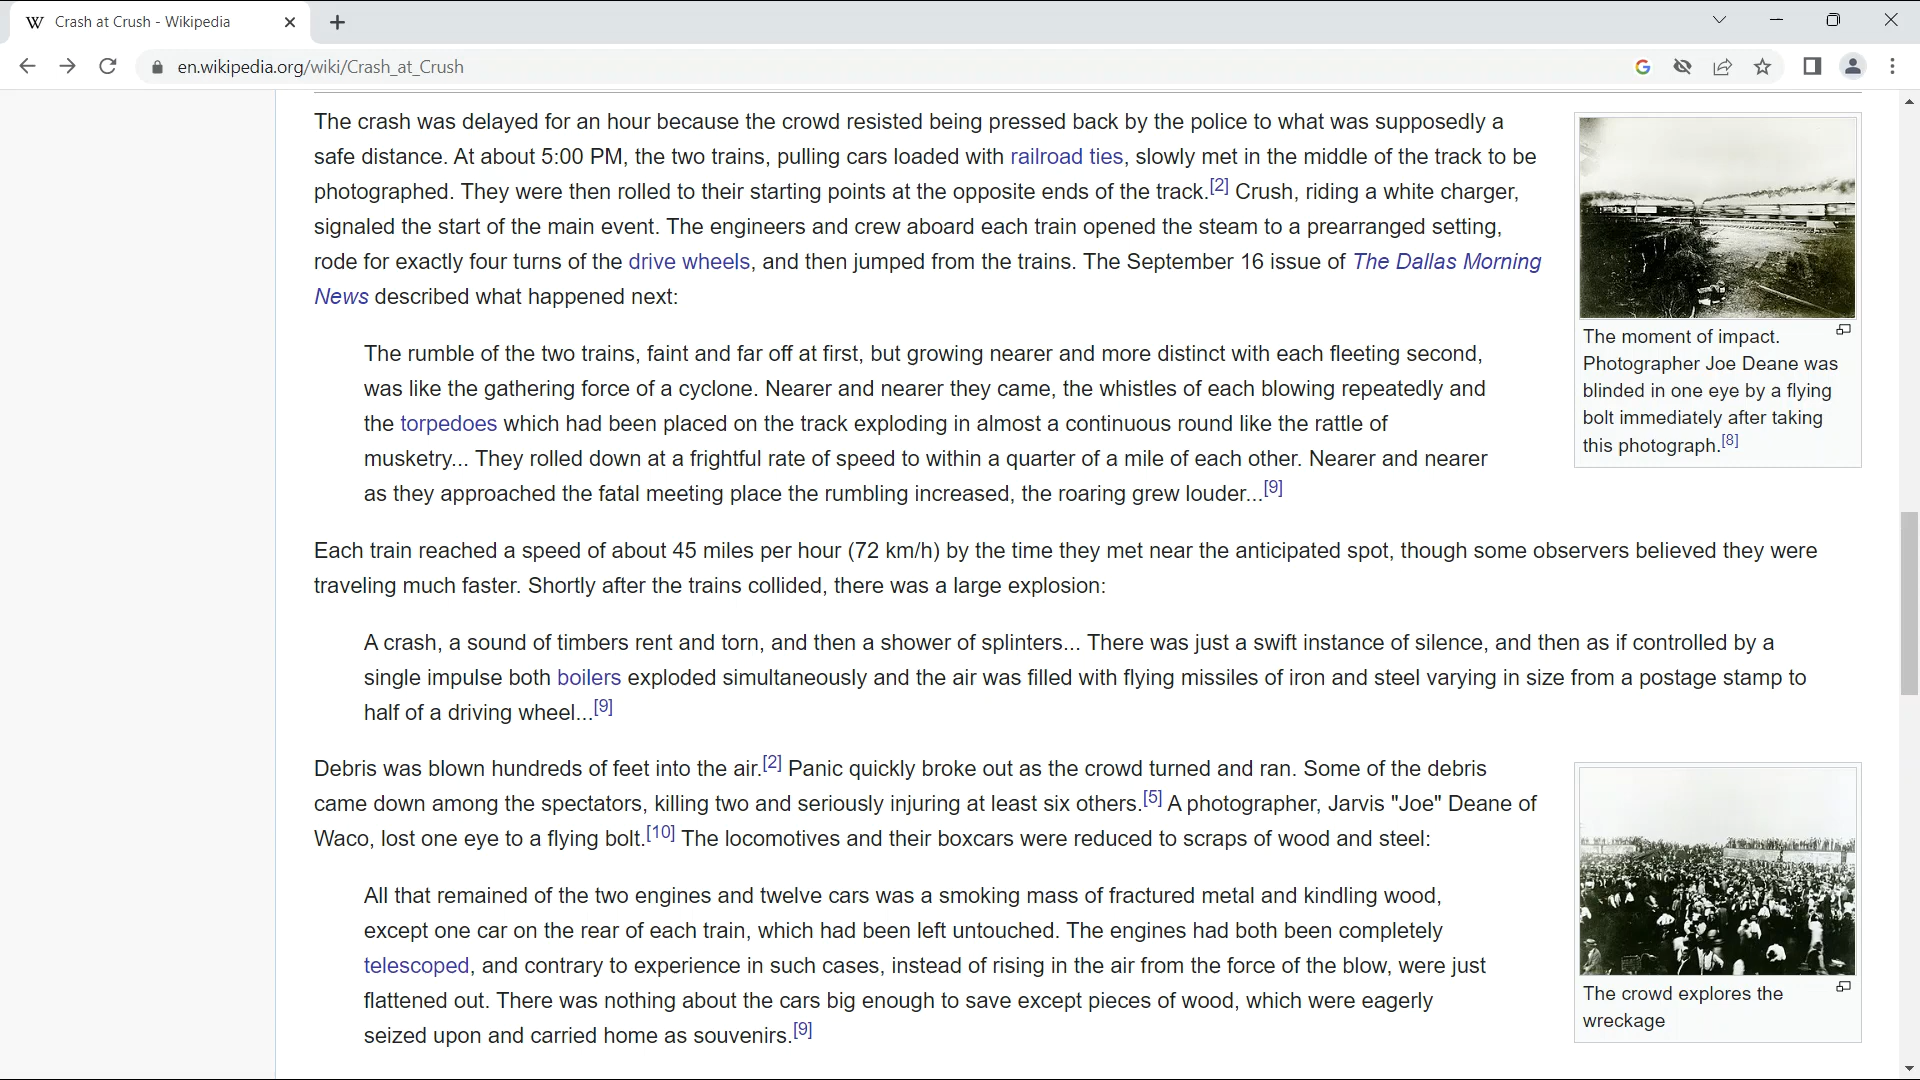 Crash at Crush - Wikipedia
en.wikipedia.org/wiki/Crash_at_Crush
The crash was delayed for an hour because the crowd resisted being pressed back by the police to what was supposedly a
safe distance. At about 5:00 PM, the two trains, pulling cars loaded with railroad ties, slowly met in the middle of the track to be
photographed. They were then rolled to their starting points at the opposite ends of the track.[2] Crush, riding a white charger,
signaled the start of the main event. The engineers and crew aboard each train opened the steam to a prearranged setting,
rode for exactly four turns of the drive wheels, and then jumped from the trains. The September 16 issue of The Dallas Morning
News described what happened next:
The rumble of the two trains, faint and far off at first, but growing nearer and more distinct with each fleeting second,
was like the gathering force of a cyclone. Nearer and nearer they came, the whistles of each blowing repeatedly and
the torpedoes which had been placed on the track exploding in almost a continuous round like the rattle of
musketry... They rolled down at a frightful rate of speed to within a quarter of a mile of each other. Nearer and nearer
as they approached the fatal meeting place the rumbling increased, the roaring grew louder...[9]
The moment of impact.
Photographer Joe Deane was
blinded in one eye by a flying
bolt immediately after taking
this photograph.[8]
Each train reached a speed of about 45 miles per hour (72 km/h) by the time they met near the anticipated spot, though some observers believed they were
traveling much faster. Shortly after the trains collided, there was a large explosion:
A crash, a sound of timbers rent and torn, and then a shower of splinters... There was just a swift instance of silence, and then as if controlled by a
single impulse both boilers exploded simultaneously and the air was filled with flying missiles of iron and steel varying in size from a postage stamp to
half of a driving wheel...[9]
Debris was blown hundreds of feet into the air.[2] Panic quickly broke out as the crowd turned and ran. Some of the debris
came down among the spectators, killing two and seriously injuring at least six others.[5] A photographer, Jarvis "Joe" Deane of
Waco, lost one eye to a flying bolt.[10] The locomotives and their boxcars were reduced to scraps of wood and steel:
All that remained of the two engines and twelve cars was a smoking mass of fractured metal and kindling wood,
except one car on the rear of each train, which had been left untouched. The engines had both been completely
telescoped, and contrary to experience in such cases, instead of rising in the air from the force of the blow, were just
flattened out. There was nothing about the cars big enough to save except pieces of wood, which were eagerly
seized upon and carried home as souvenirs.[9]
The crowd explores the
wreckage